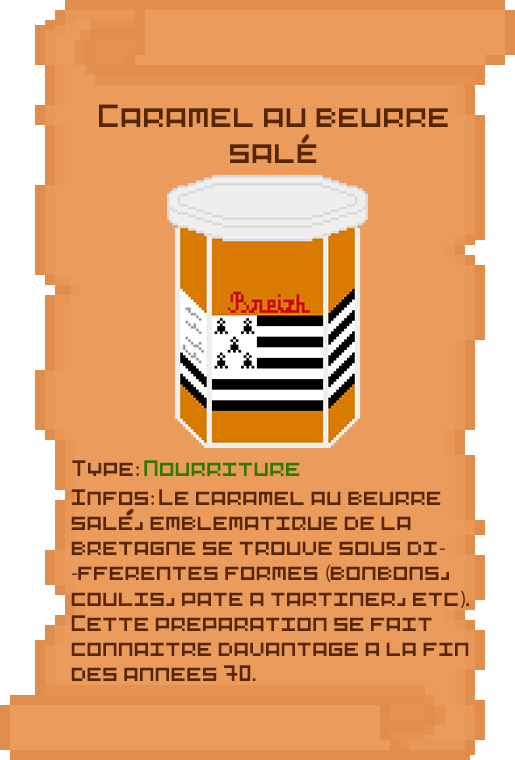 Caramel au beurre
salé
Breizh
Type: Nourriture
Infos: Le caramel au beurre
salé, emblematique de la
Bretagne se trouve sous di-
-fferentes formes (bonbons,
coulis, pate a tartiner, etc).
Cette preparation se fait
connaitre davantage a la fin
des annees 70.